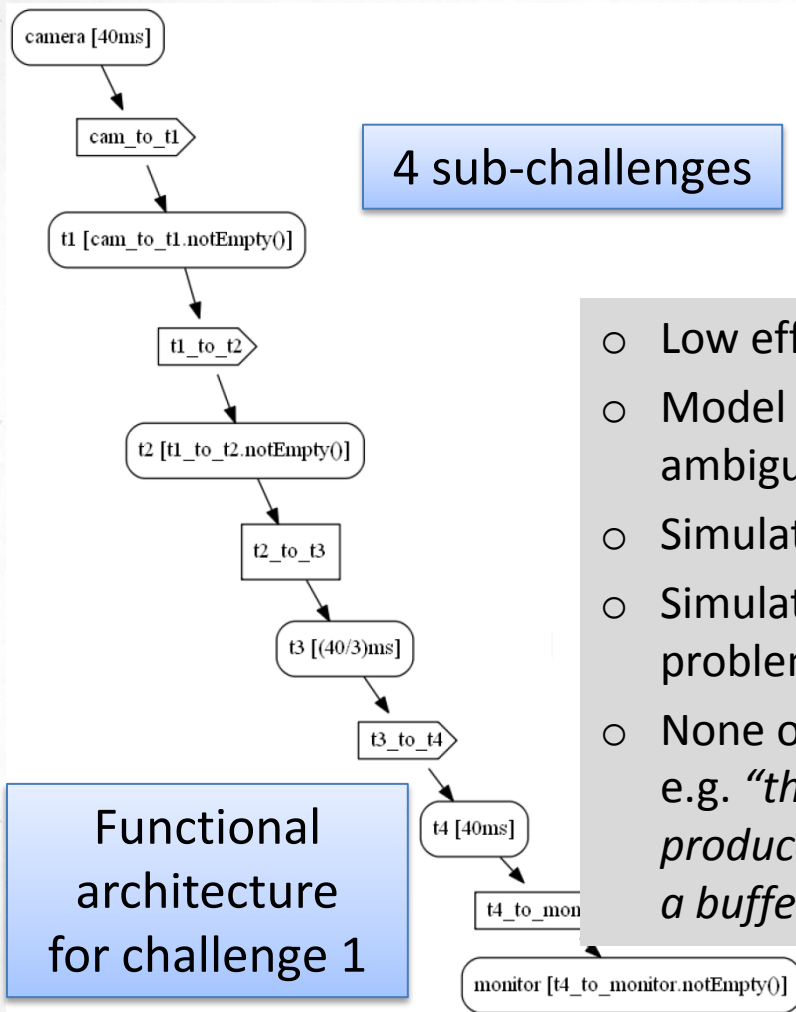 camera [40ms]
cam_to_t1
4 sub-challenges
t1 [cam_to_t1.notEmpty()]
t1_to_t2
t2 [t1_to_t2.notEmpty()]
t2_to_t3
t3 [(40/3)ms]
t3_to_t4
t4 [40ms]
t4_to_mon
monitor [t4_to_monitor.notEmpty()]
Functional
architecture
for challenge 1
o Low eff
o Model
ambigu
o Simulat
o Simulat
probler
o None o
e.g. “th
produc
a buffe